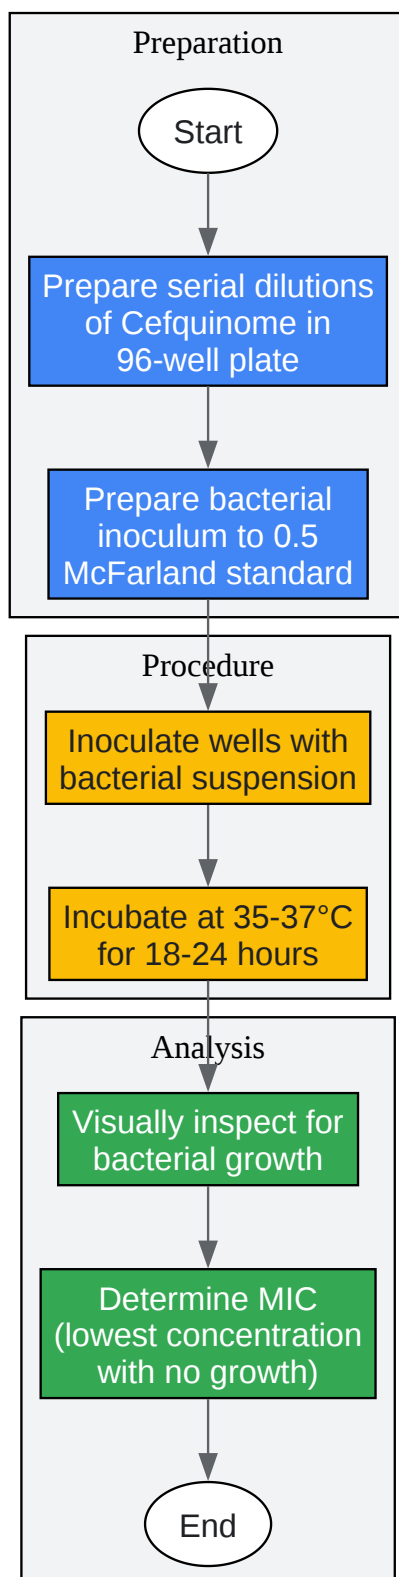 Preparation
Start
Prepare serial dilutions
of Cefquinome in
96-well plate
Prepare bacterial
inoculum to 0.5
McFarland standard
Procedure
Inoculate wells with
bacterial suspension
Incubate at 35-37°C
for 18-24 hours
Analysis
Visually inspect for
bacterial growth
Determine MIC
(lowest concentration
with no growth)
End